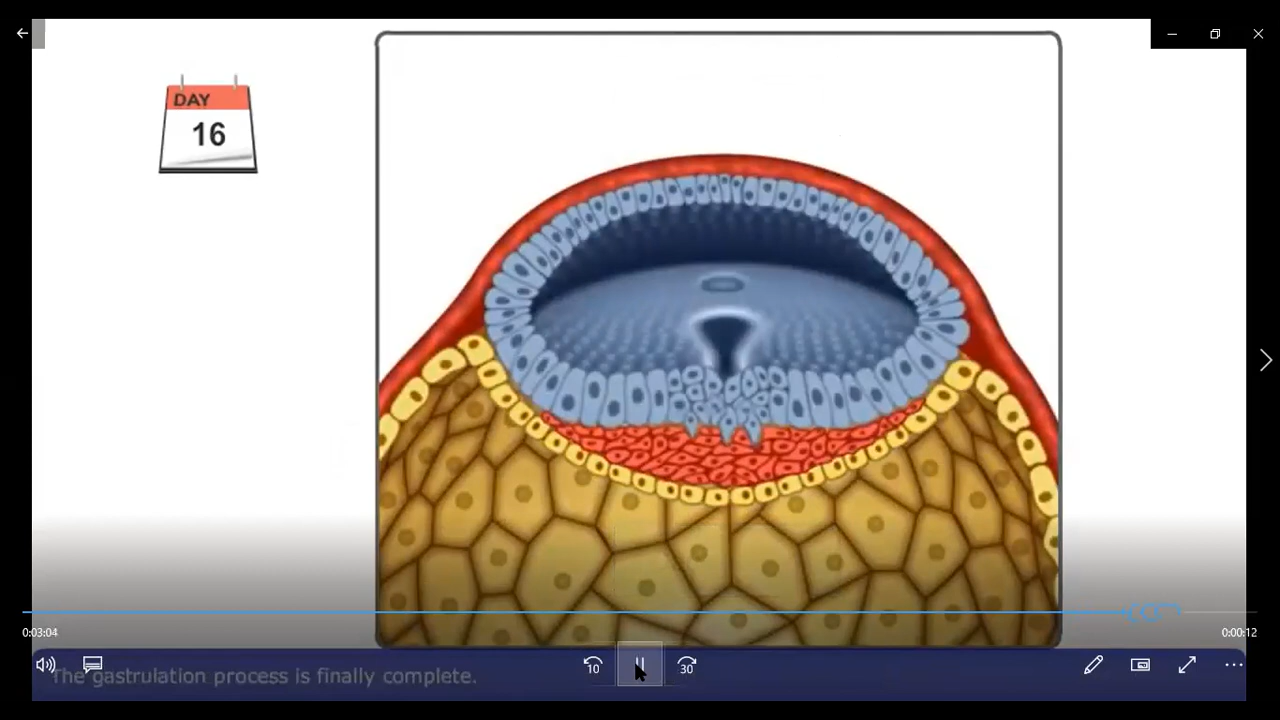 DAY
16
0:03:04
0:00:12
10
30
The gastrulation process is finally complete.